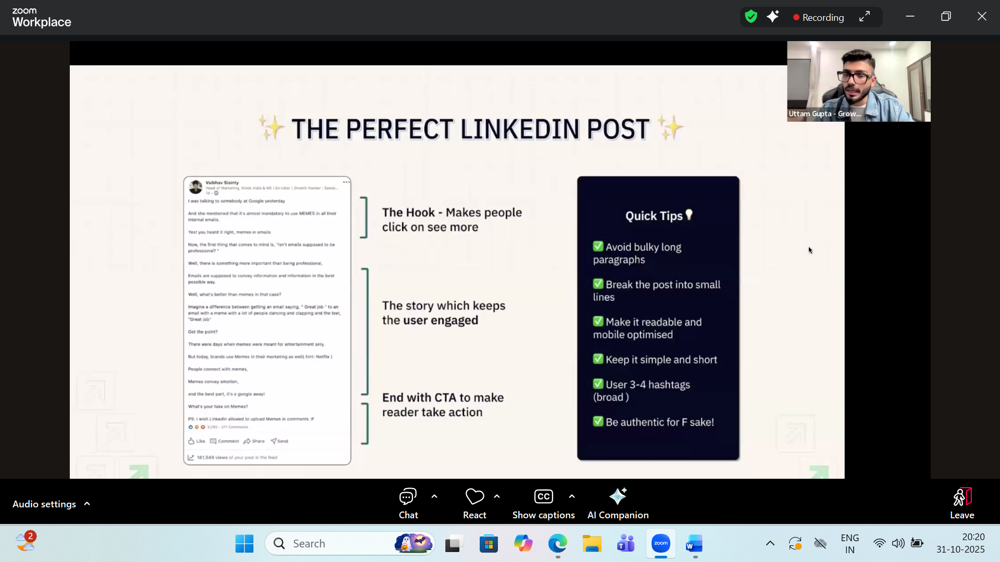 zoom
Workplace
Recording
Uttam Gupta - Grow...
THE PERFECT LINKEDIN POST
Vaibhav Sisinty
Head of Marketing, Klook India & ME | Ex-Uber | Growth Hacker | Speak...
1d
I was talking to somebody at Google yesterday
And she mentioned that it's almost mandatory to use MEMES in all their
internal emails.
Yes! you heard it right, memes in emails.
Now, the first thing that comes to mind is, "Isn't emails supposed to be
professional? "
Well, there is something more important than being professional,
Emails are supposed to convey information and information in the best
possible way.
Well, what's better than memes in that case?
Imagine a difference between getting an email saying, " Great job " to an
email with a meme with a lot of people dancing and clapping and the text,
"Great job"
Get the point?
There were days when memes were meant for entertainment only.
But today, brands use Memes in their marketing as well( hint: Netflix )
People connect with memes,
Memes convey emotion,
and the best part, it's a google away!
What's your take on Memes?
PS: I wish LinkedIn allowed to upload Memes in comments :P
3,292 - 211 Comments
Like Comment Share Send
181,549 views of your post in the feed
The Hook - Makes people
click on see more
The story which keeps
the user engaged
End with CTA to make
reader take action
Quick Tips
Avoid bulky long
paragraphs
Break the post into small
lines
Make it readable and
mobile optimised
Keep it simple and short
User 3-4 hashtags
(broad )
Be authentic for F sake!
Audio settings
Chat
React
CC
Show captions
AI Companion
Leave
2
Search
T
zoom
W
ENG
IN
20:20
31-10-2025